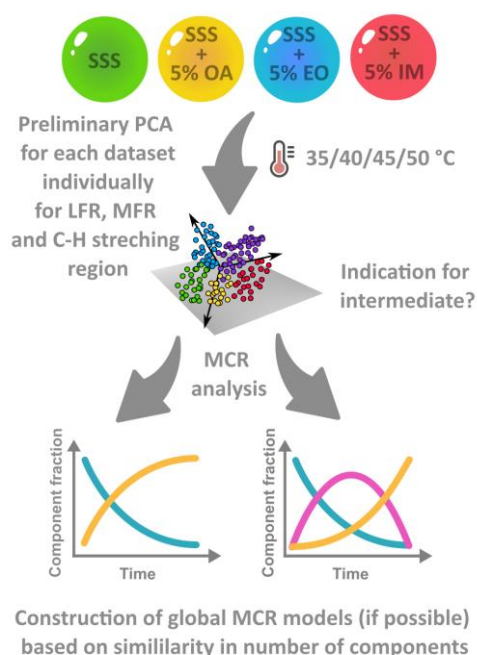 SSS
SSS
+
5% OA
SSS
+
5% EO
SSS
+
5% IM
Preliminary PCA
for each dataset
individually
for LFR, MFR
and C-H streching
region
35/40/45/50 °C
Indication for
intermediate?
MCR
analysis
Component fraction
Time
Component fraction
Time
Construction of global MCR models (if possible)
based on simililarity in number of components